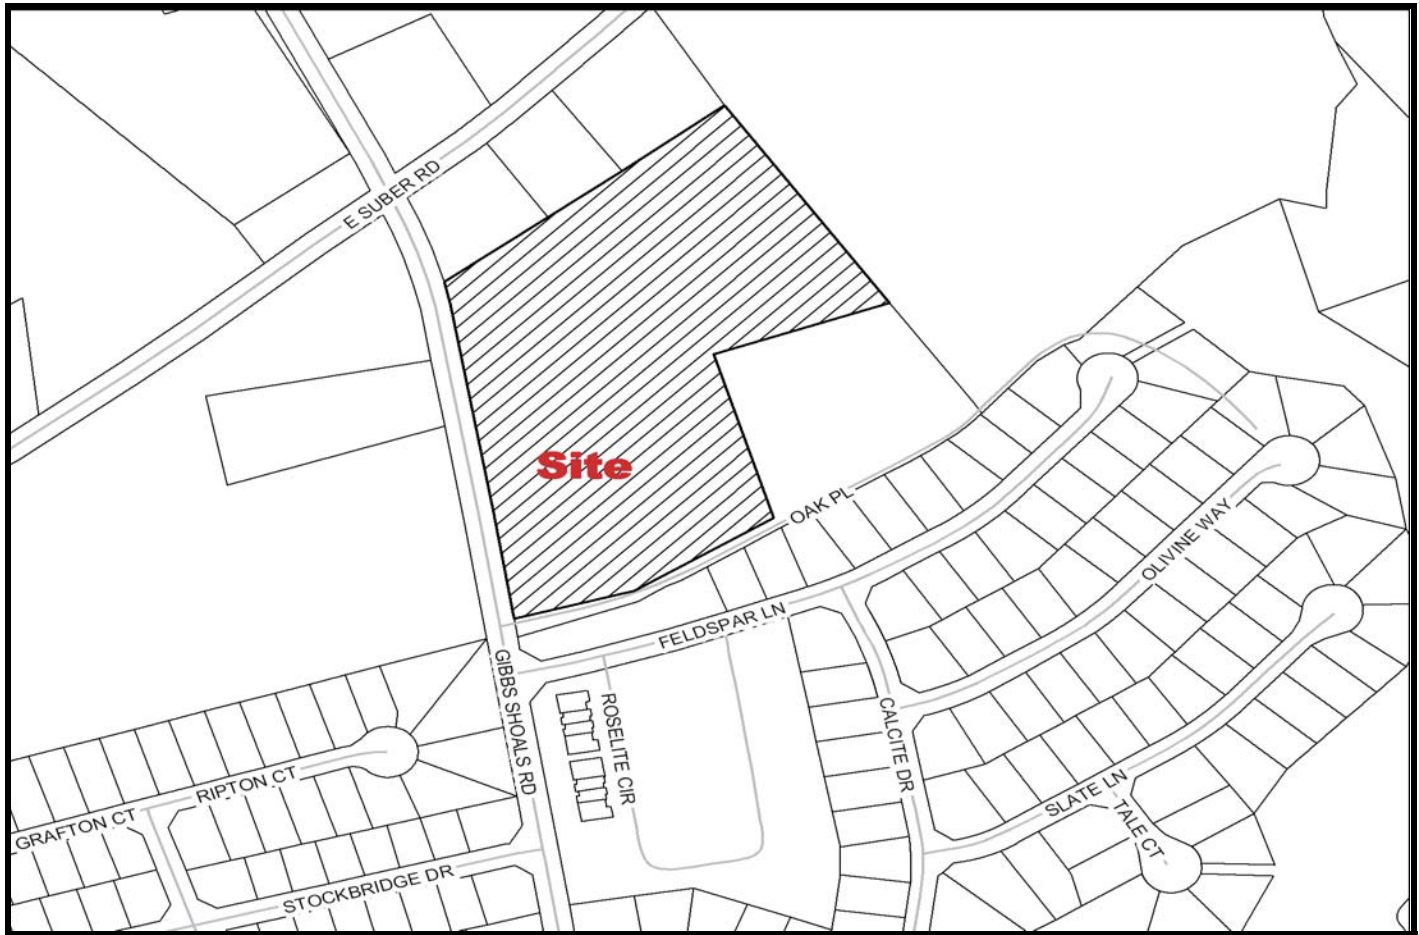 E SUBER RD
Site
OAK PL
OLIVINE WAY
FELDSPAR LN
GIBBS SHOALS RD
ROSELITE CIR
CALCITE DR
SLATE LN
TALE CT
RIPTON CT
GRAFTON CT
STOCKBRIDGE DR